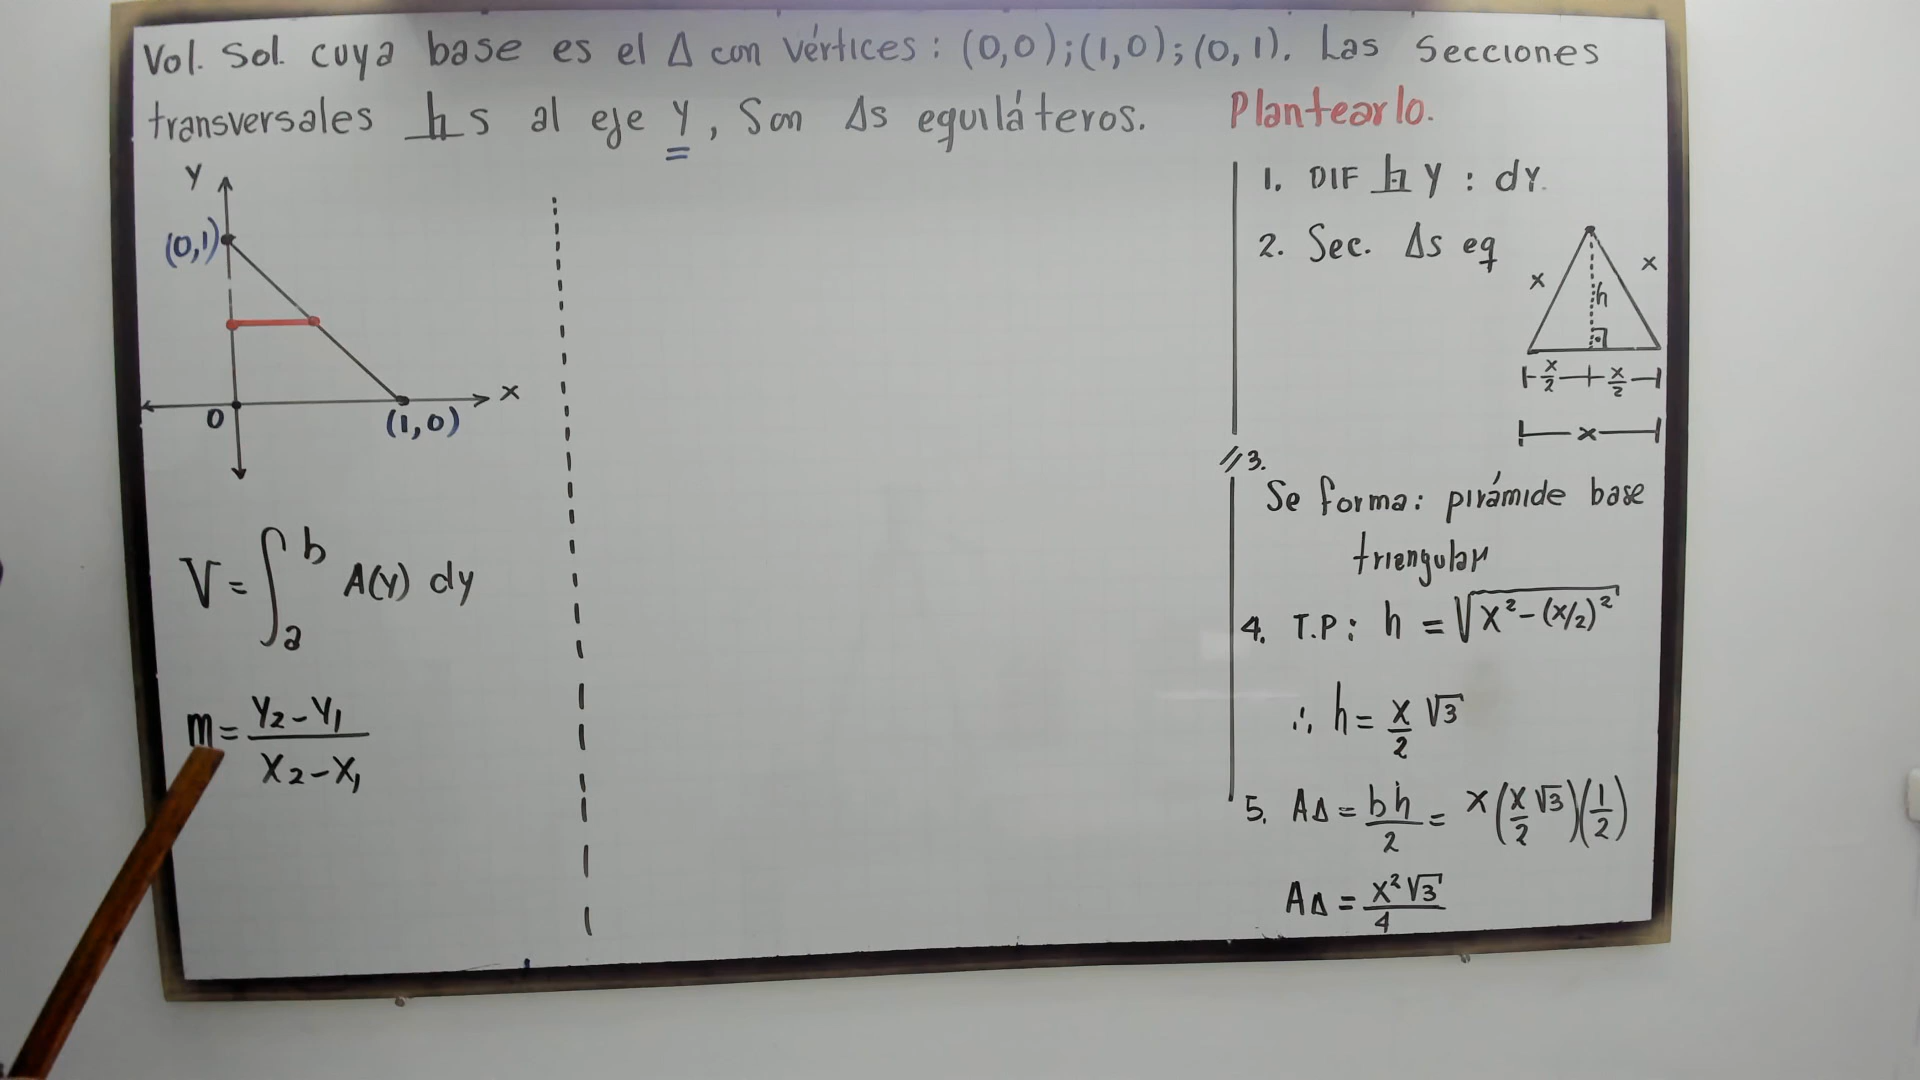 Vol. Sol. cuya base es el Δ con vértices: (0,0);(1,0);(0,1). Las Secciones
transversales ⊥s al eje Y, Son Δs equiláteros. Plantearlo.
Y
(0,1)
x
0
(1,0)
V = ∫ₐᵇ A(Y) dy
m = (Y₂-Y₁)/(X₂-X₁)
1. DIF ⊥ Y : dY.
2. Sec. Δs eq
x
x
h
x/2
x/2
x
3.
Se forma: pirámide base
triangular
4. T.P: h = √(X²-(x/2)²)
∴ h = x/2 √3
5. AΔ = bh/2 = x(x/2 √3)(1/2)
AΔ = x²√3/4